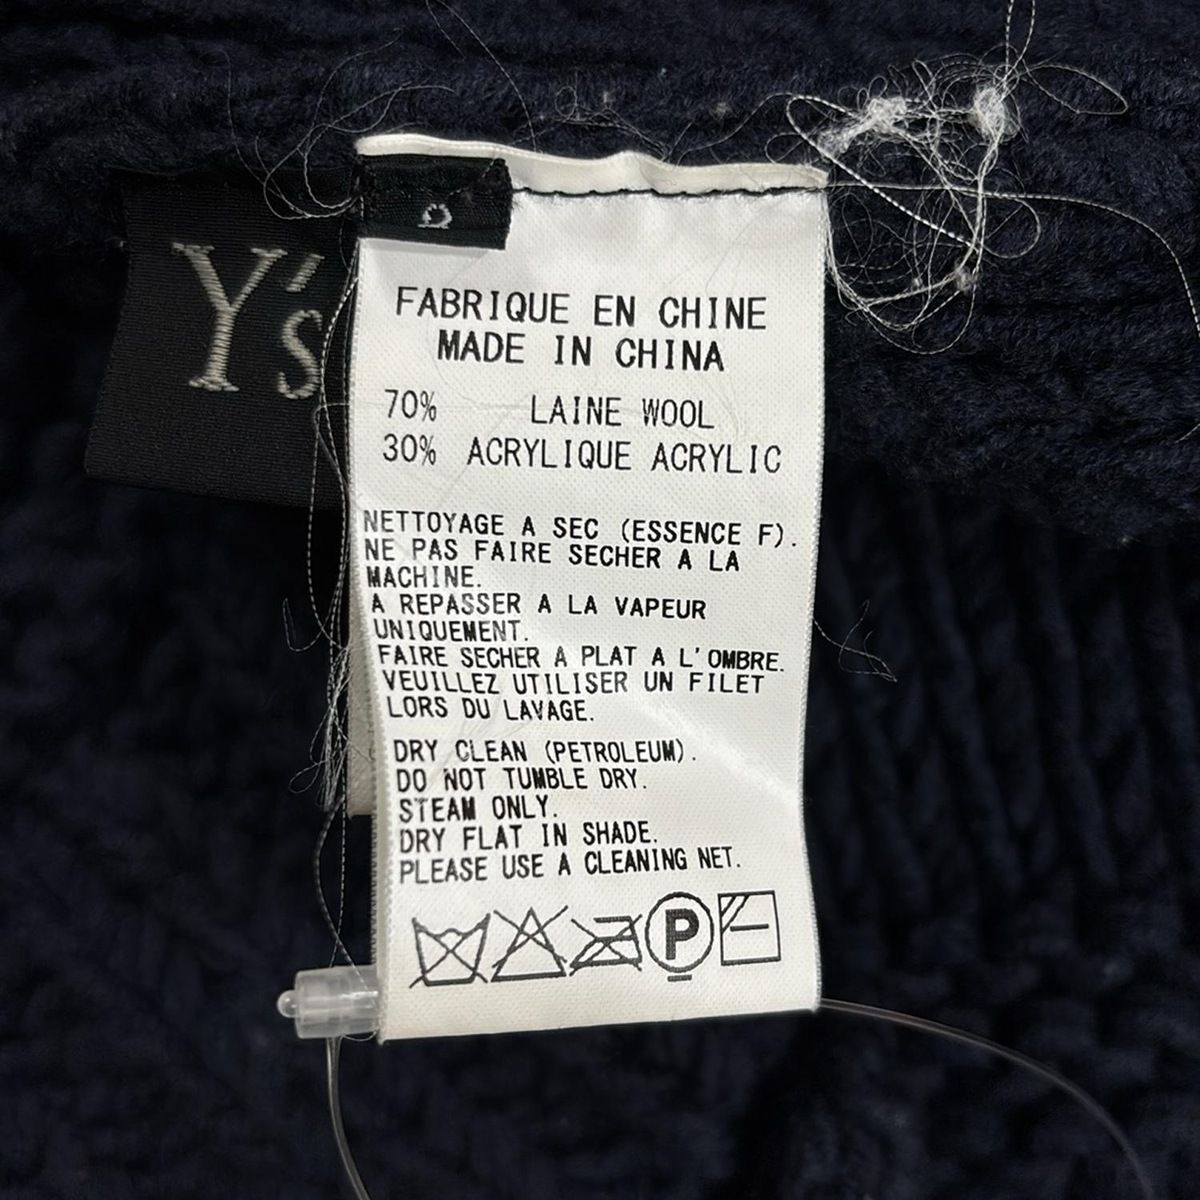 Y's
FABRIQUE EN CHINE
MADE IN CHINA
70% LAINE WOOL
30% ACRYLIQUE ACRYLIC
NETTOYAGE A SEC (ESSENCE F).
NE PAS FAIRE SECHER A LA
MACHINE.
A REPASSER A LA VAPEUR
UNIQUEMENT.
FAIRE SECHER A PLAT A L'OMBRE.
VEUILLEZ UTILISER UN FILET
LORS DU LAVAGE.
DRY CLEAN (PETROLEUM).
DO NOT TUMBLE DRY.
STEAM ONLY.
DRY FLAT IN SHADE.
PLEASE USE A CLEANING NET.
P